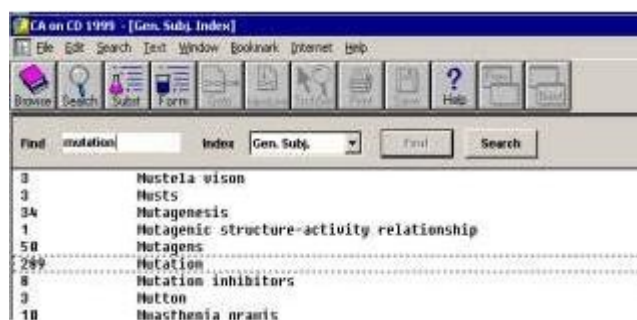 CA on CD 1999 - [Gen. Subj. Index]
File Edit Search Text Window Bookmark Internet Help
Browse Search Subst Form Help
Find mutation Index Gen. Subj. Find Search
3 Mustela vison
3 Musts
34 Mutagenesis
1 Mutagenic structure-activity relationship
50 Mutagens
289 Mutation
8 Mutation inhibitors
3 Mutton
10 Myasthenia gravis